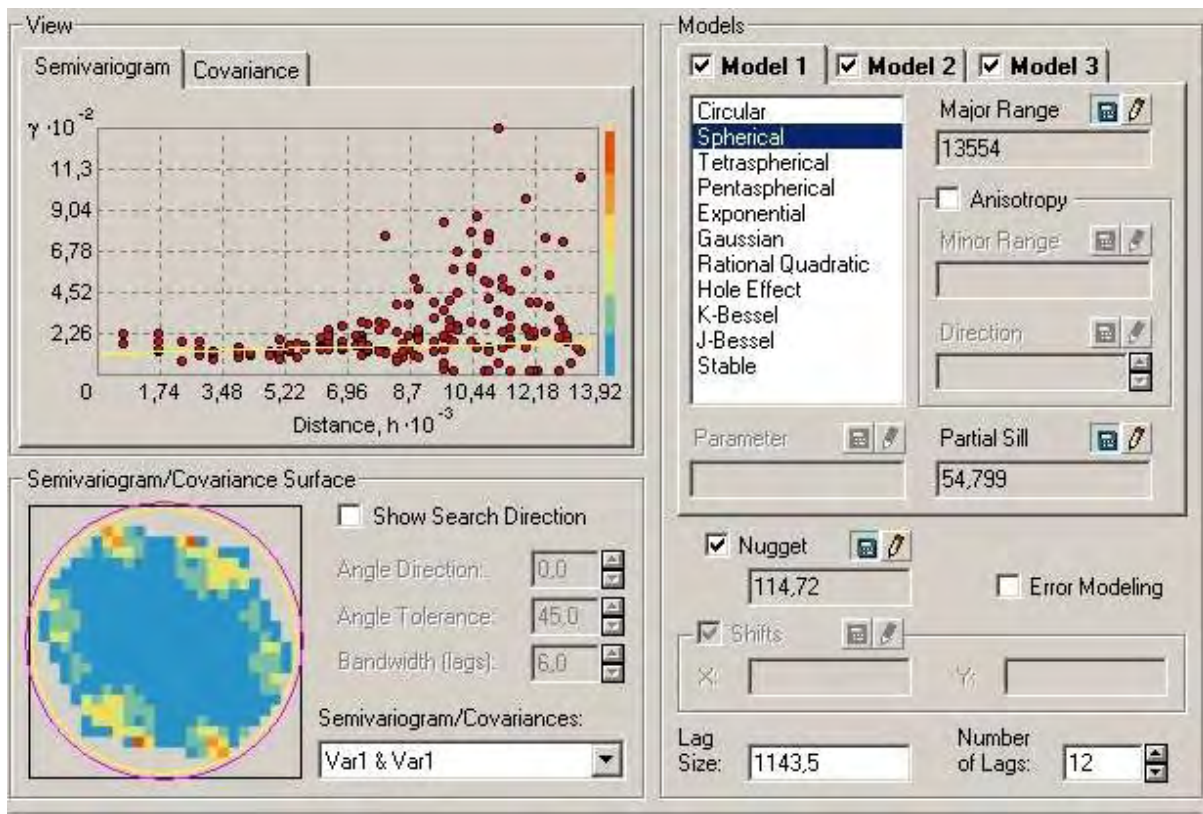 View
Semivariogram
Covariance
γ ·10⁻²
11,3
9,04
6,78
4,52
2,26
0 1,74 3,48 5,22 6,96 8,7 10,44 12,18 13,92
Distance, h ·10⁻³
Semivariogram/Covariance Surface
Show Search Direction
Angle Direction: 0,0
Angle Tolerance: 45,0
Bandwidth (lags): 6,0
Semivariogram/Covariances:
Var1 & Var1
Models
Model 1 Model 2 Model 3
Circular
Spherical
Tetraspherical
Pentaspherical
Exponential
Gaussian
Rational Quadratic
Hole Effect
K-Bessel
J-Bessel
Stable
Major Range
13554
Anisotropy
Minor Range
Direction
Parameter
Partial Sill
54,799
Nugget
114,72
Error Modeling
Shifts
X: Y:
Lag Size: 1143,5
Number of Lags: 12